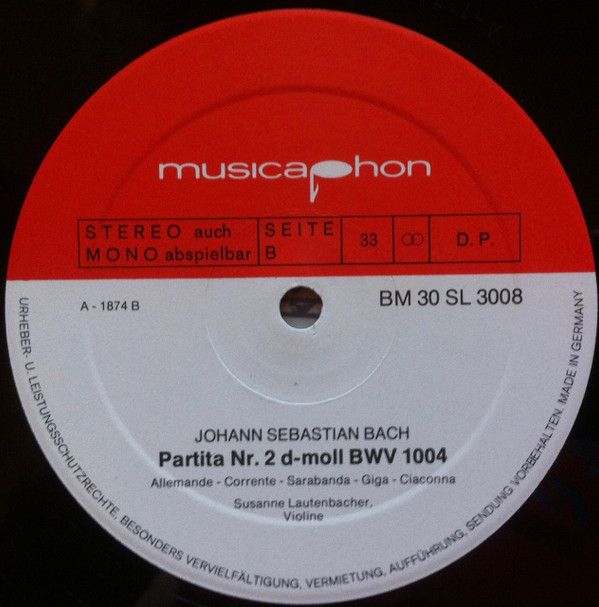 musicaphon
STEREO auch
MONO abspielbar
SEITE
B
33
D. P.
A - 1874 B
BM 30 SL 3008
JOHANN SEBASTIAN BACH
Partita Nr. 2 d-moll BWV 1004
Allemande - Corrente - Sarabanda - Giga - Ciaconna
Susanne Lautenbacher,
Violine
URHEBER- U. LEISTUNGSSCHUTZRECHTE, BESONDERS VERVIELFÄLTIGUNG, VERMIETUNG, AUFFÜHRUNG, SENDUNG VORBEHALTEN. MADE IN GERMANY